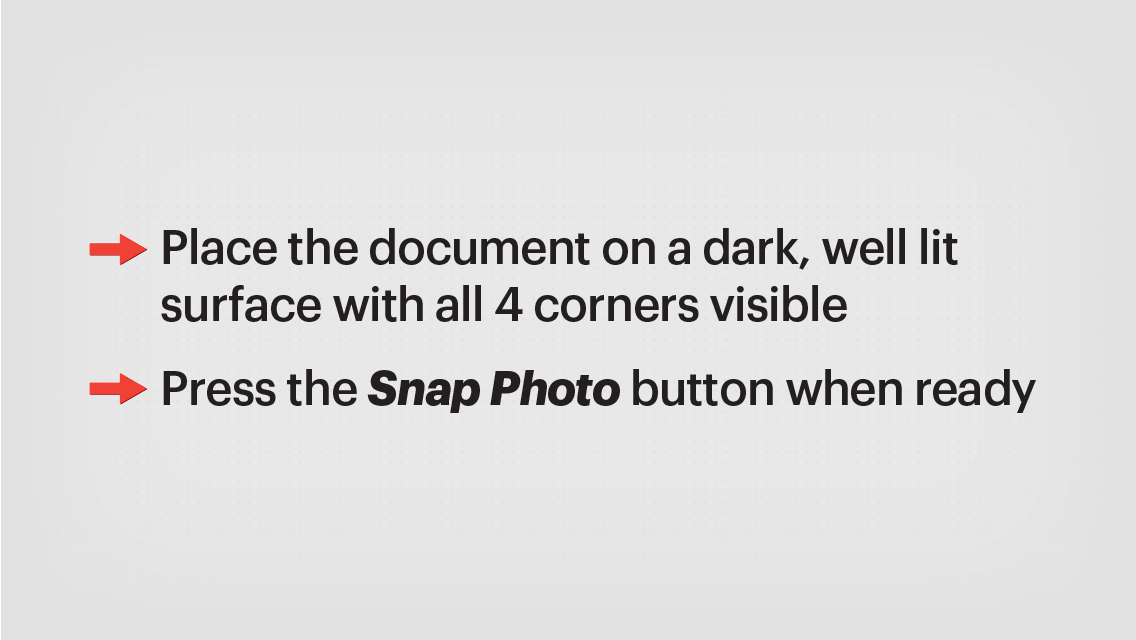 Place the document on a dark, well lit
surface with all 4 corners visible
Press the Snap Photo button when ready